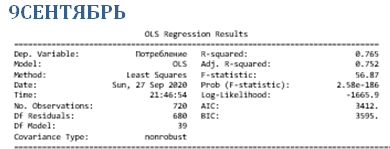 9СЕНТЯБРЬ
OLS Regression Results
Dep. Variable: Потребление R-squared: 0.765
Model: OLS Adj. R-squared: 0.752
Method: Least Squares F-statistic: 56.87
Date: Sun, 27 Sep 2020 Prob (F-statistic): 2.58e-186
Time: 21:46:54 Log-Likelihood: -1665.9
No. Observations: 720 AIC: 3412.
Df Residuals: 680 BIC: 3595.
Df Model: 39
Covariance Type: nonrobust